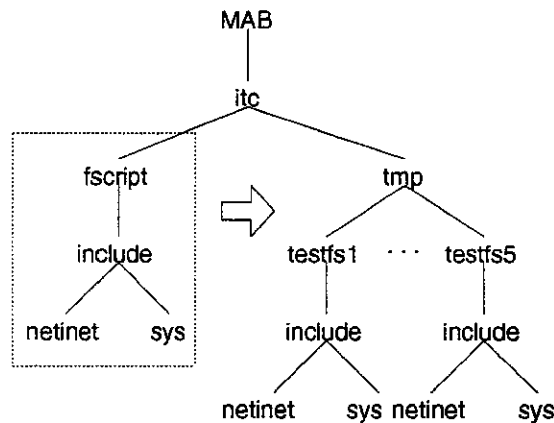 MAB
itc
fscript
tmp
include
testfs1 ··· testfs5
netinet sys
include include
netinet sys netinet sys